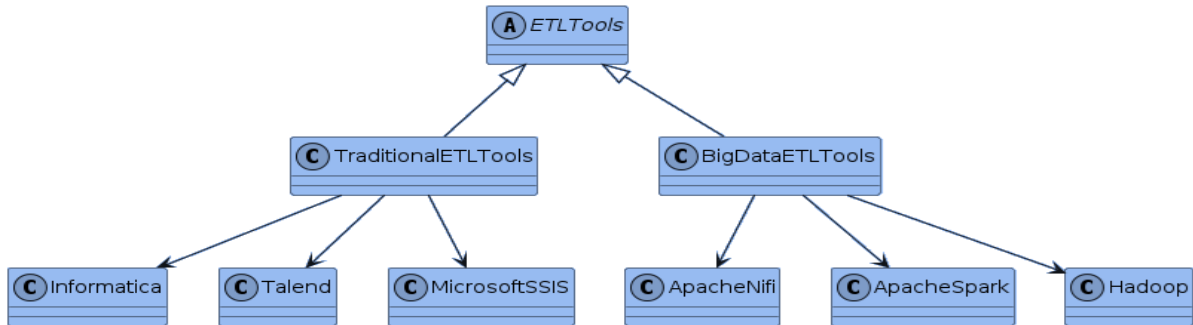 A ETLTools
C TraditionalETLTools
C BigDataETLTools
C Informatica
C Talend
C MicrosoftSSIS
C ApacheNifi
C ApacheSpark
C Hadoop